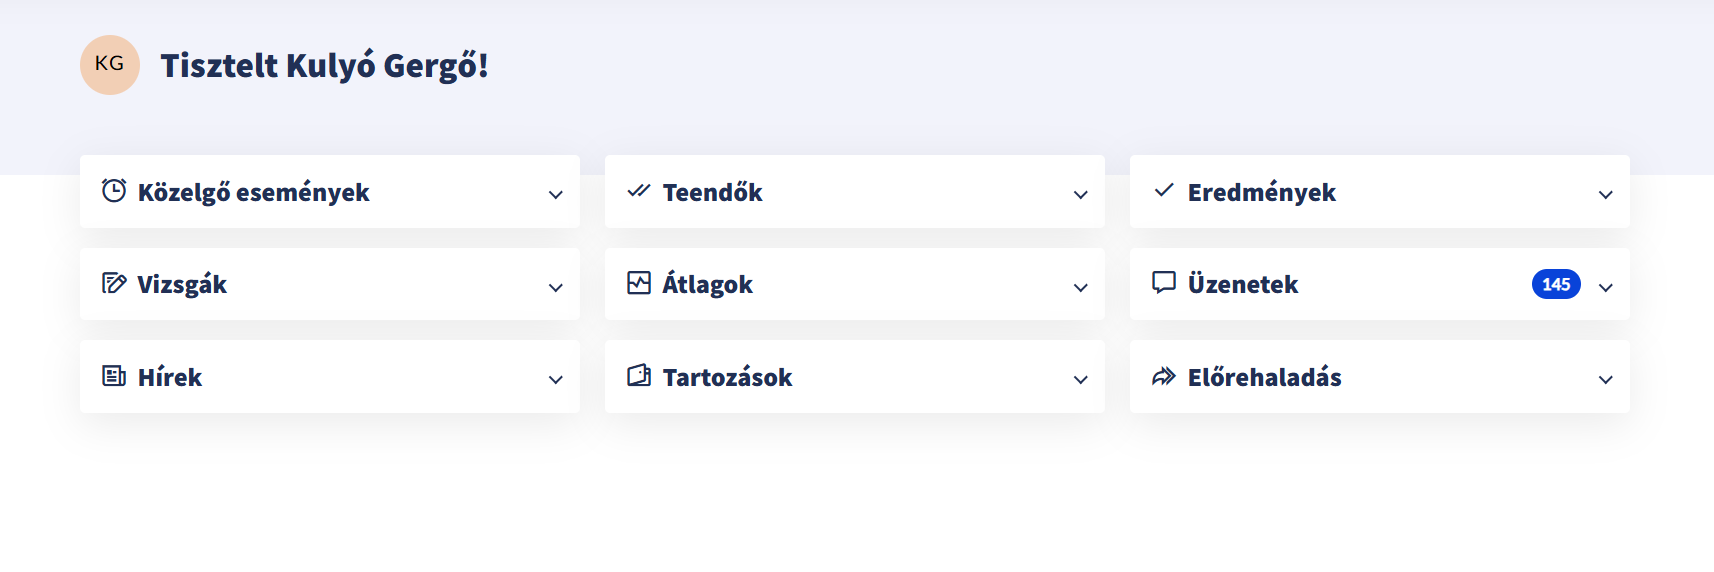 KG
Tisztelt Kulyó Gergő!
Közelgő események
Teendők
Eredmények
Vizsgák
Átlagok
Üzenetek
145
Hírek
Tartozások
Előrehaladás